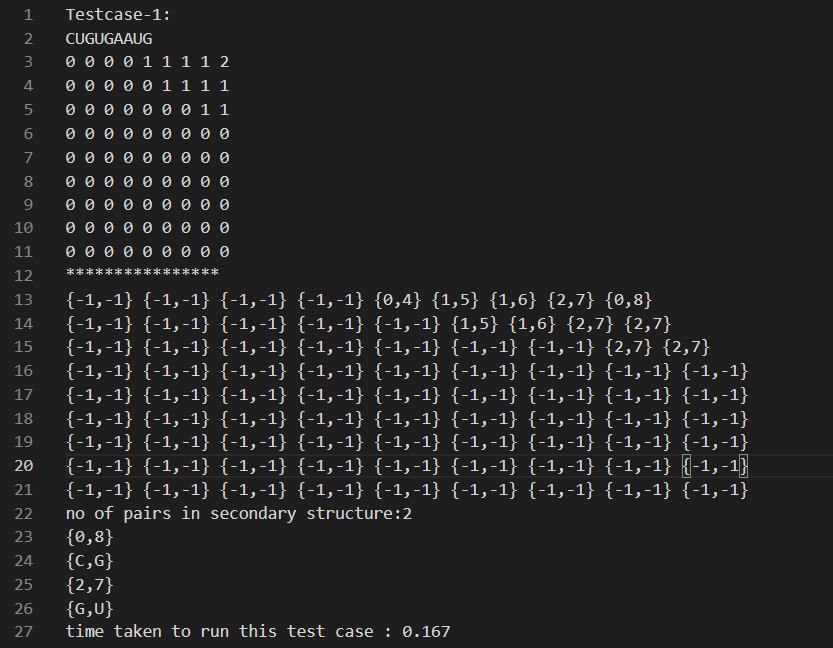 1 Testcase-1:
2 CUGUGAAUG
3 0 0 0 0 1 1 1 1 2
4 0 0 0 0 0 1 1 1 1
5 0 0 0 0 0 0 0 1 1
6 0 0 0 0 0 0 0 0 0
7 0 0 0 0 0 0 0 0 0
8 0 0 0 0 0 0 0 0 0
9 0 0 0 0 0 0 0 0 0
10 0 0 0 0 0 0 0 0 0
11 0 0 0 0 0 0 0 0 0
12 ****************
13 {-1,-1} {-1,-1} {-1,-1} {-1,-1} {0,4} {1,5} {1,6} {2,7} {0,8}
14 {-1,-1} {-1,-1} {-1,-1} {-1,-1} {-1,-1} {1,5} {1,6} {2,7} {2,7}
15 {-1,-1} {-1,-1} {-1,-1} {-1,-1} {-1,-1} {-1,-1} {-1,-1} {2,7} {2,7}
16 {-1,-1} {-1,-1} {-1,-1} {-1,-1} {-1,-1} {-1,-1} {-1,-1} {-1,-1} {-1,-1}
17 {-1,-1} {-1,-1} {-1,-1} {-1,-1} {-1,-1} {-1,-1} {-1,-1} {-1,-1} {-1,-1}
18 {-1,-1} {-1,-1} {-1,-1} {-1,-1} {-1,-1} {-1,-1} {-1,-1} {-1,-1} {-1,-1}
19 {-1,-1} {-1,-1} {-1,-1} {-1,-1} {-1,-1} {-1,-1} {-1,-1} {-1,-1} {-1,-1}
20 {-1,-1} {-1,-1} {-1,-1} {-1,-1} {-1,-1} {-1,-1} {-1,-1} {-1,-1} {-1,-1}
21 {-1,-1} {-1,-1} {-1,-1} {-1,-1} {-1,-1} {-1,-1} {-1,-1} {-1,-1} {-1,-1}
22 no of pairs in secondary structure:2
23 {0,8}
24 {C,G}
25 {2,7}
26 {G,U}
27 time taken to run this test case : 0.167